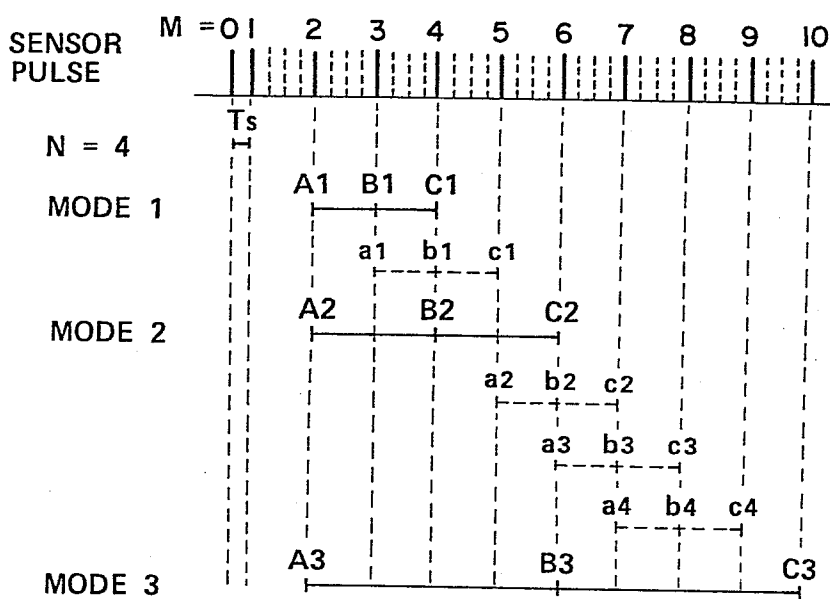 M = 0 1 2 3 4 5 6 7 8 9 10
SENSOR
PULSE
Ts
N = 4
A1 B1 C1
MODE 1
a1 b1 c1
A2 B2 C2
MODE 2
a2 b2 c2
a3 b3 c3
a4 b4 c4
A3 B3 C3
MODE 3